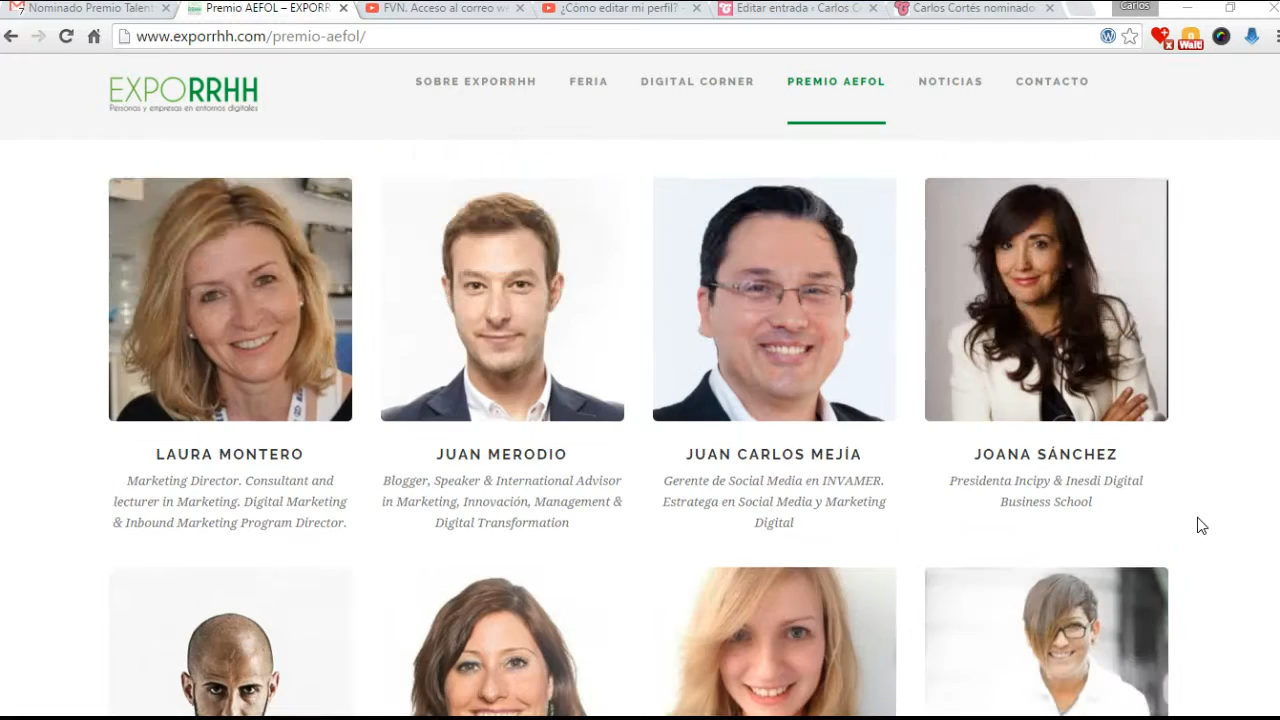 Nominado Premio Talen
Premio AEFOL – EXPORR
FVN. Acceso al correo w
¿Cómo editar mi perfil? -
Editar entrada ‹ Carlos C
Carlos Cortés nominado
Carlos
www.exporrhh.com/premio-aefol/
Wait!
EXPORRHH
Personas y empresas en entornos digitales
SOBRE EXPORRHH
FERIA
DIGITAL CORNER
PREMIO AEFOL
NOTICIAS
CONTACTO
LAURA MONTERO
Marketing Director. Consultant and
lecturer in Marketing. Digital Marketing
& Inbound Marketing Program Director.
JUAN MERODIO
Blogger, Speaker & International Advisor
in Marketing, Innovación, Management &
Digital Transformation
JUAN CARLOS MEJÍA
Gerente de Social Media en INVAMER.
Estratega en Social Media y Marketing
Digital
JOANA SÁNCHEZ
Presidenta Incipy & Inesdi Digital
Business School